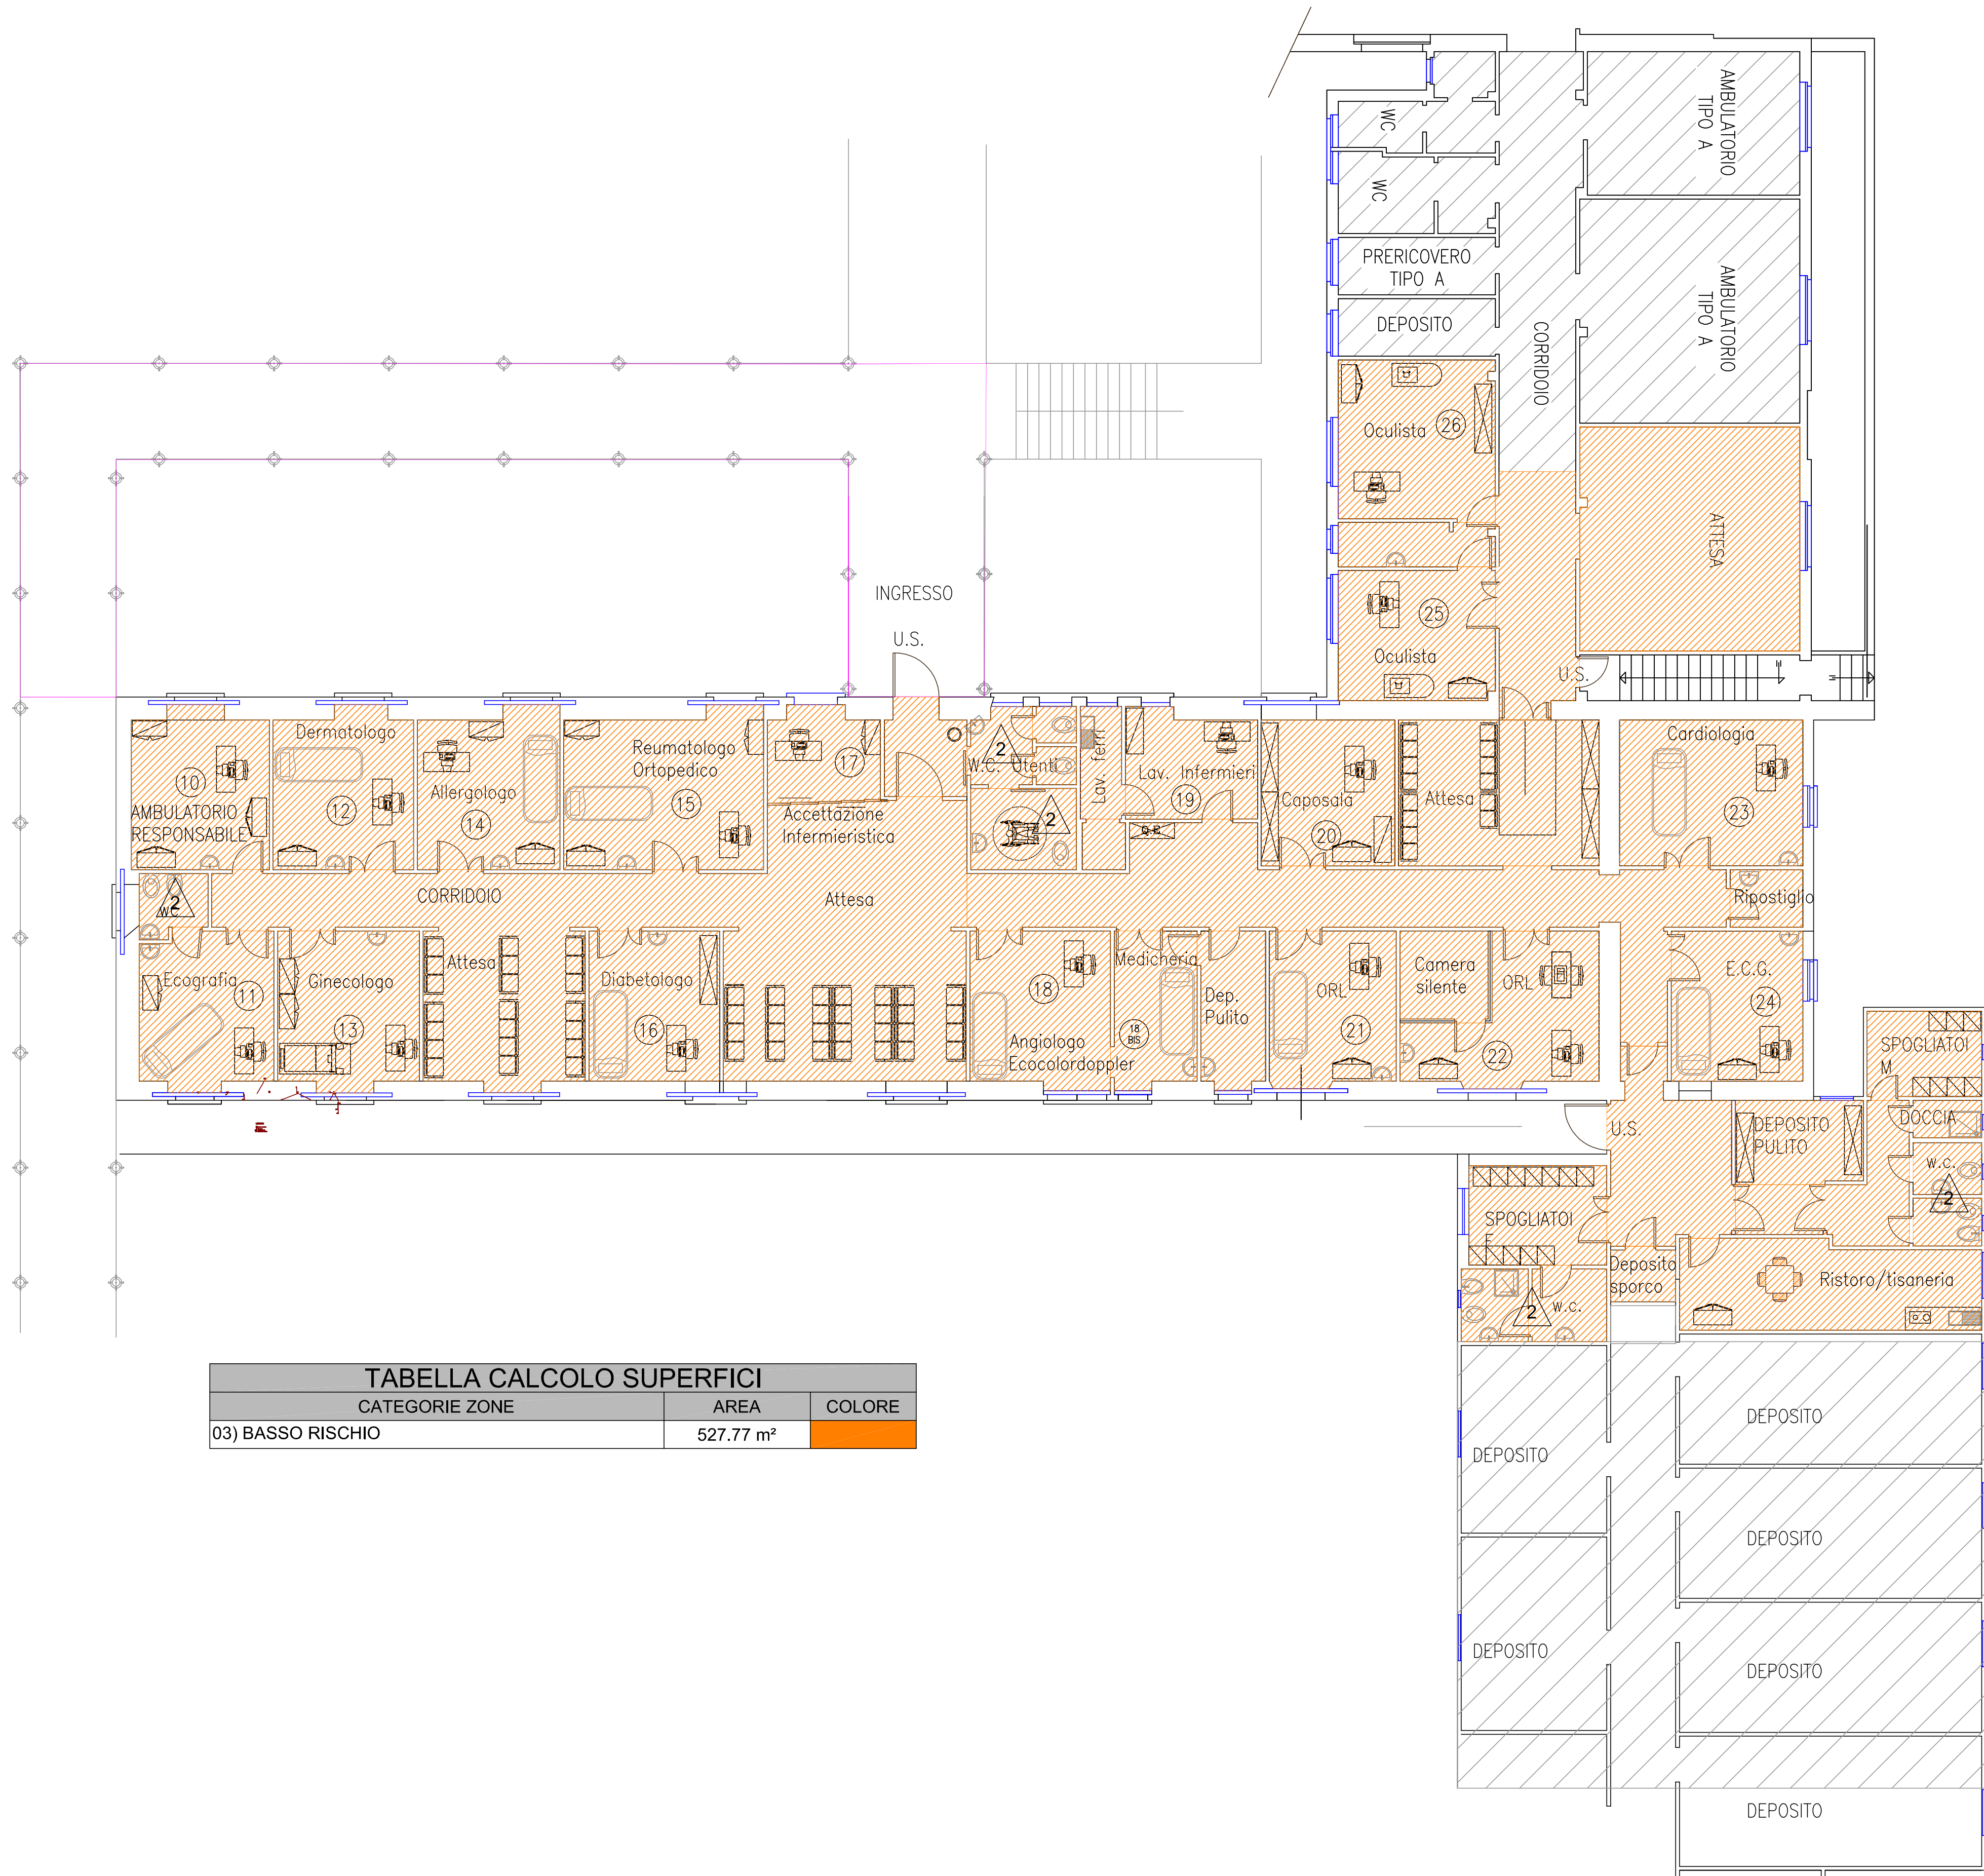 AMBULATORIO
TIPO A
WC
WC
PRERICOVERO
TIPO A
AMBULATORIO
TIPO A
DEPOSITO
CORRIDOIO
Oculista
26
ATTESA
INGRESSO
U.S.
25
Oculista
U.S.
10
AMBULATORIO
RESPONSABILE
Dermatologo
12
Allergologo
14
Reumatologo
Ortopedico
15
17
Accettazione
Infermieristica
2
W.C. Utenti
2
Lav. ferri
Lav. Infermieri
19
Q.E.
Caposala
20
Attesa
Cardiologia
23
2
WC
CORRIDOIO
Attesa
Ripostiglio
Ecografia
11
Ginecologo
13
Attesa
Diabetologo
16
18
Angiologo
Ecocolordoppler
Medicheria
18
BIS
Dep.
Pulito
ORL
21
Camera
silente
ORL
22
E.C.G.
24
SPOGLIATOI
M
U.S.
DEPOSITO
PULITO
DOCCIA
W.C.
2
SPOGLIATOI
F
Deposito
sporco
Ristoro/tisaneria
2
W.C.
TABELLA CALCOLO SUPERFICI
CATEGORIE ZONE AREA COLORE
03) BASSO RISCHIO 527.77 m²
DEPOSITO
DEPOSITO
DEPOSITO
DEPOSITO
DEPOSITO
DEPOSITO